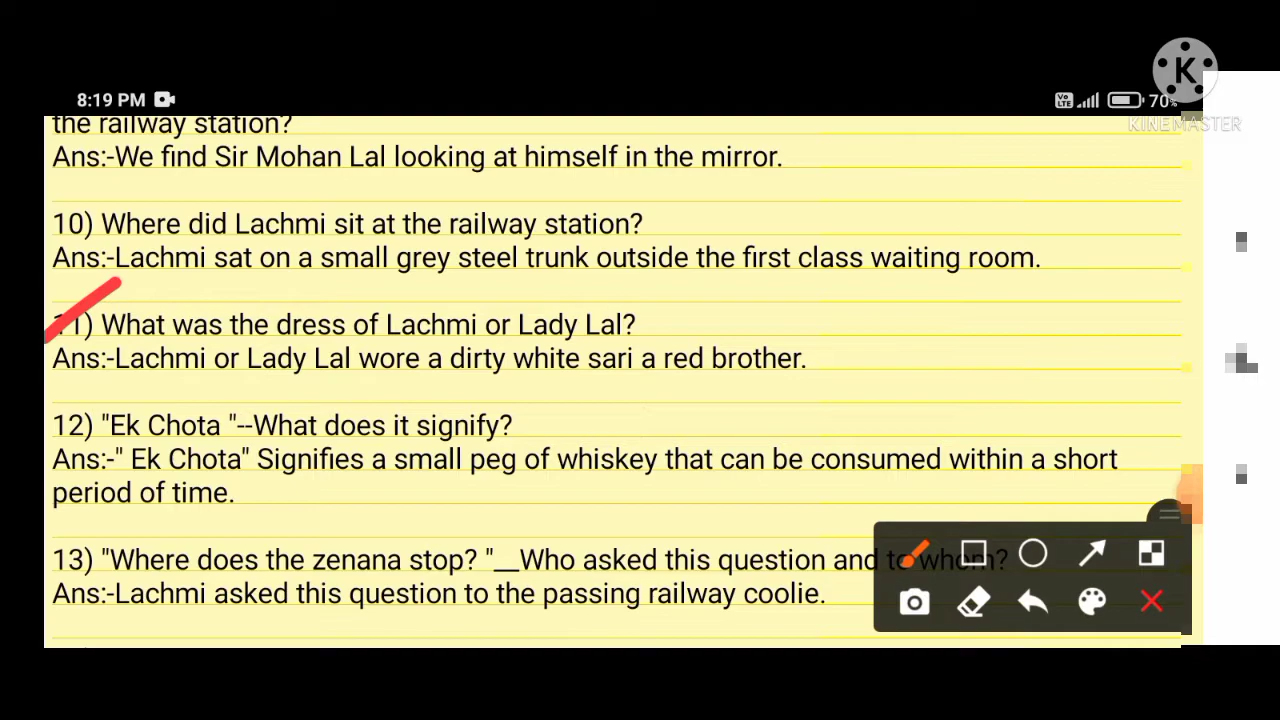 8:19 PM
Vo LTE 70%
K
KINEMASTER
the railway station?
Ans:-We find Sir Mohan Lal looking at himself in the mirror.
10) Where did Lachmi sit at the railway station?
Ans:-Lachmi sat on a small grey steel trunk outside the first class waiting room.
11) What was the dress of Lachmi or Lady Lal?
Ans:-Lachmi or Lady Lal wore a dirty white sari a red brother.
12) "Ek Chota "--What does it signify?
Ans:-" Ek Chota" Signifies a small peg of whiskey that can be consumed within a short
period of time.
13) "Where does the zenana stop? "__Who asked this question and to whom?
Ans:-Lachmi asked this question to the passing railway coolie.